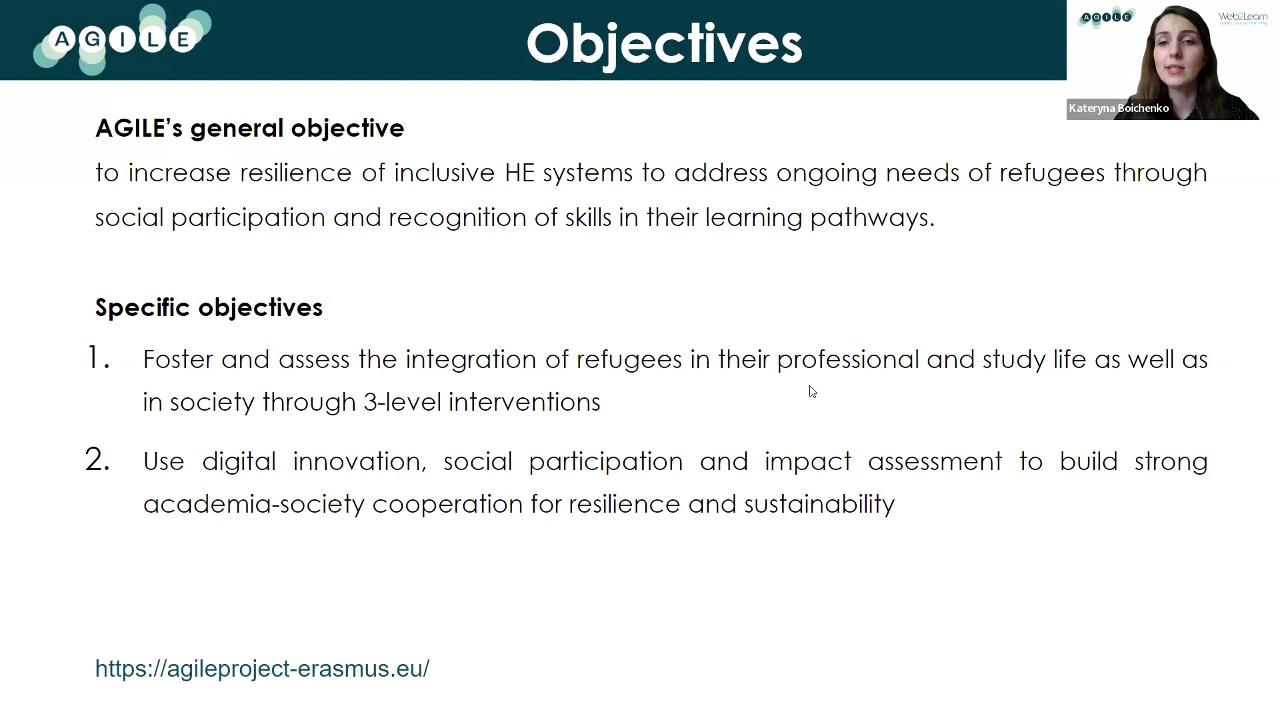 AGILE
Objectives
AGILE
Web2Learn
Kateryna Boichenko
AGILE's general objective
to increase resilience of inclusive HE systems to address ongoing needs of refugees through
social participation and recognition of skills in their learning pathways.
Specific objectives
1. Foster and assess the integration of refugees in their professional and study life as well as
in society through 3-level interventions
2. Use digital innovation, social participation and impact assessment to build strong
academia-society cooperation for resilience and sustainability
https://agileproject-erasmus.eu/